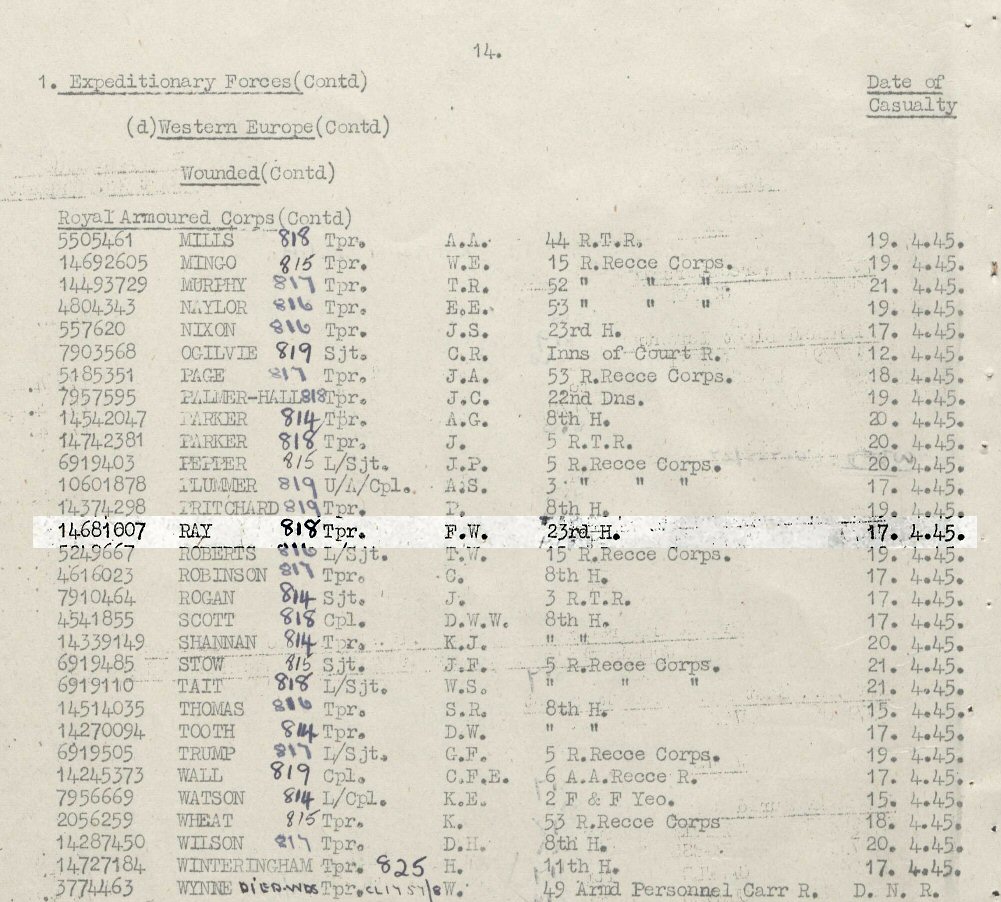 14.
1. Expeditionary Forces(Contd) Date of
Casualty
(d)Western Europe(Contd)
Wounded(Contd)
Royal Armoured Corps(Contd)
5505461 MILLS 818 Tpr. A.A. 44 R.T.R. 19. 4.45.
14692605 MINGO 815 Tpr. W.E. 15 R.Recce Corps. 19. 4.45.
14493729 MURPHY 817 Tpr. T.R. 52 " " " 21. 4.45.
4804343 NAYLOR 816 Tpr. E.E. 53 " " " 19. 4.45.
557620 NIXON 816 Tpr. J.S. 23rd H. 17. 4.45.
7903568 OGILVIE 819 Sjt. C.R. Inns of Court R. 12. 4.45.
5185351 PAGE 817 Tpr. J.A. 53 R.Recce Corps. 18. 4.45.
7957595 PALMER-HALL 818 Tpr. J.C. 22nd Dns. 19. 4.45.
14542047 PARKER 814 Tpr. A.G. 8th H. 20. 4.45.
14742381 PARKER 818 Tpr. J. 5 R.T.R. 20. 4.45.
6919403 PEPPER 815 L/Sjt. J.P. 5 R.Recce Corps. 20. 4.45.
10601878 PLUMMER 819 U/A/Cpl. A.S. 3 " " " 17. 4.45.
14374298 PRITCHARD 819 Tpr. P. 8th H. 19. 4.45.
14681007 RAY 818 Tpr. F.W. 23rd H. 17. 4.45.
5249667 ROBERTS 816 L/Sjt. T.W. 15 R.Recce Corps. 19. 4.45.
4616023 ROBINSON 817 Tpr. C. 8th H. 17. 4.45.
7910464 ROGAN 814 Sjt. J. 3 R.T.R. 17. 4.45.
4541855 SCOTT 818 Cpl. D.W.W. 8th H. 17. 4.45.
14339149 SHANNAN 814 Tpr. K.J. " " 20. 4.45.
6919485 STOW 815 Sjt. J.F. 5 R.Recce Corps. 21. 4.45.
6919110 TAIT 818 L/Sjt. W.S. " " " 21. 4.45.
14514035 THOMAS 816 Tpr. S.R. 8th H. 15. 4.45.
14270094 TOOTH 814 Tpr. D.W. " " 17. 4.45.
6919505 TRUMP 817 L/Sjt. G.F. 5 R.Recce Corps. 19. 4.45.
14245373 WALL 819 Cpl. C.F.E. 6 A.A.Recce R. 17. 4.45.
7956669 WATSON 814 L/Cpl. K.E. 2 F & F Yeo. 15. 4.45.
2056259 WHEAT 815 Tpr. K. 53 R.Recce Corps 18. 4.45.
14287450 WILSON 817 Tpr. D.H. 8th H. 20. 4.45.
14727184 WINTERINGHAM Tpr. 825 H. 11th H. 17. 4.45.
3774463 WYNNE DIED.WDS Tpr. W. 49 Armd Personnel Carr R. D. N. R.